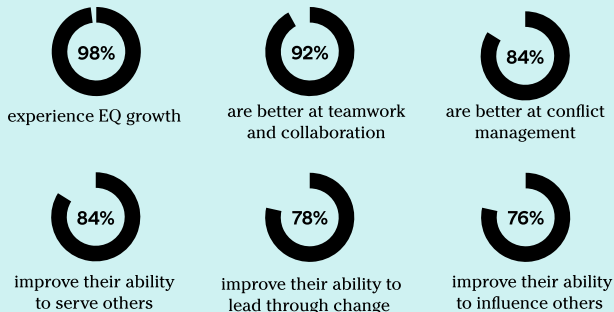 98%
experience EQ growth
92%
are better at teamwork
and collaboration
84%
are better at conflict
management
84%
improve their ability
to serve others
78%
improve their ability to
lead through change
76%
improve their ability
to influence others